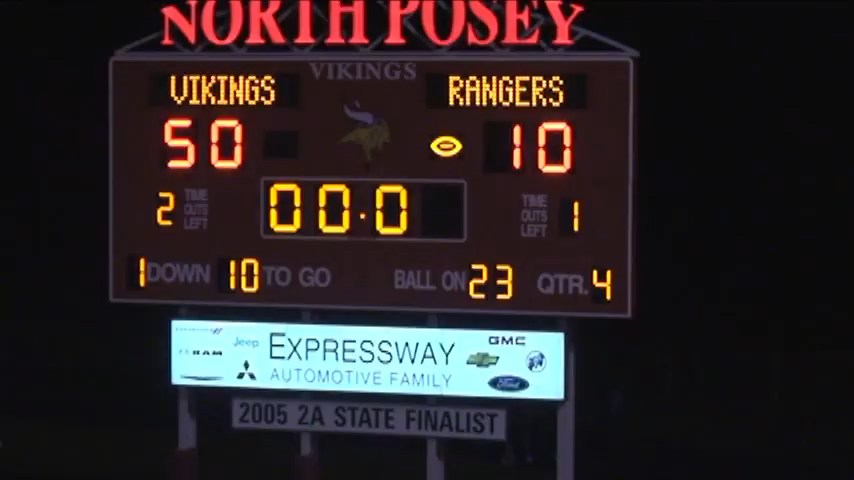 NORTH POSEY
VIKINGS
VIKINGS RANGERS
50 10
2 TIME OUTS LEFT 00.0 TIME OUTS LEFT 1
1 DOWN 10 TO GO BALL ON 23 QTR. 4
Jeep RAM EXPRESSWAY GMC
AUTOMOTIVE FAMILY Ford
2005 2A STATE FINALIST